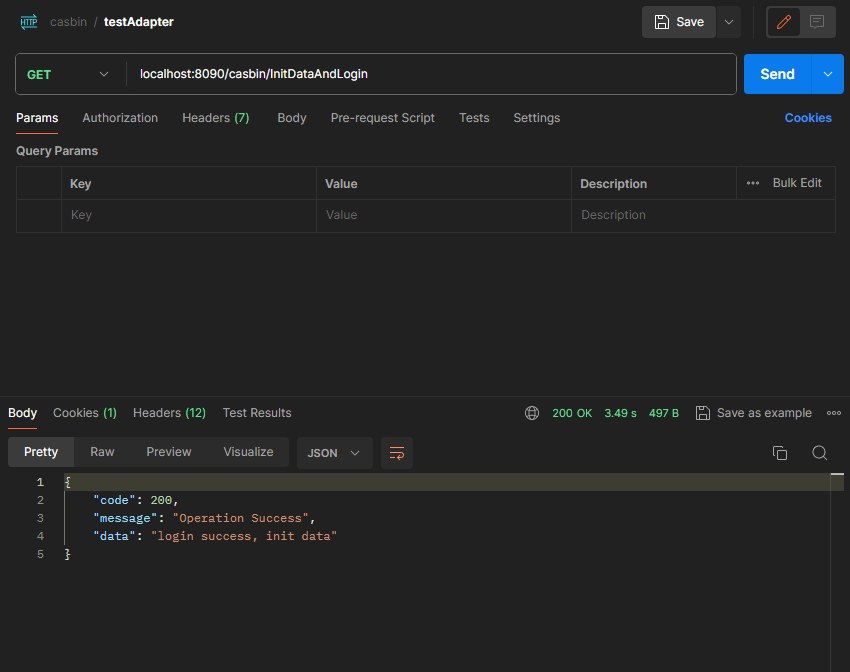 HTTP casbin / testAdapter Save
GET localhost:8090/casbin/InitDataAndLogin Send
Params Authorization Headers (7) Body Pre-request Script Tests Settings Cookies
Query Params
Key Value Description ••• Bulk Edit
Key Value Description
Body Cookies (1) Headers (12) Test Results 200 OK 3.49 s 497 B Save as example
Pretty Raw Preview Visualize JSON
1 {
2 "code": 200,
3 "message": "Operation Success",
4 "data": "login success, init data"
5 }